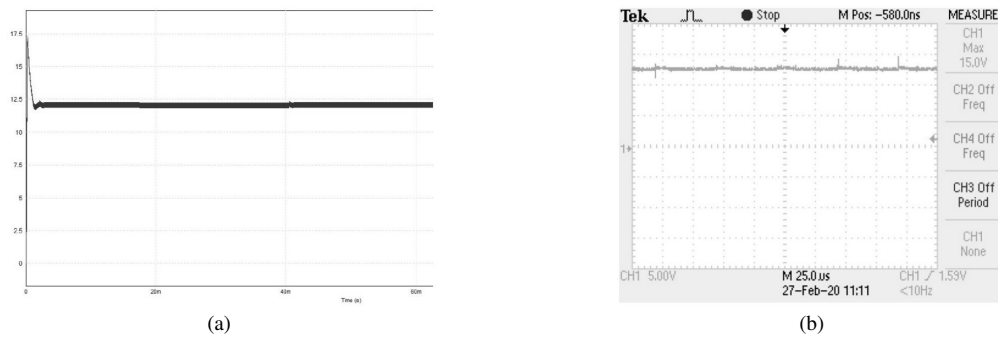 17.5
15
12.5
10
7.5
5
2.5
0
0 20m 40m 60m
Time (s)
(a)
Tek Stop M Pos: -580.0ns MEASURE
CH1
Max
15.0V
CH2 Off
Freq
CH4 Off
Freq
CH3 Off
Period
CH1
None
1
CH1 5.00V M 25.0us CH1 1.59V
27-Feb-20 11:11 <10Hz
(b)